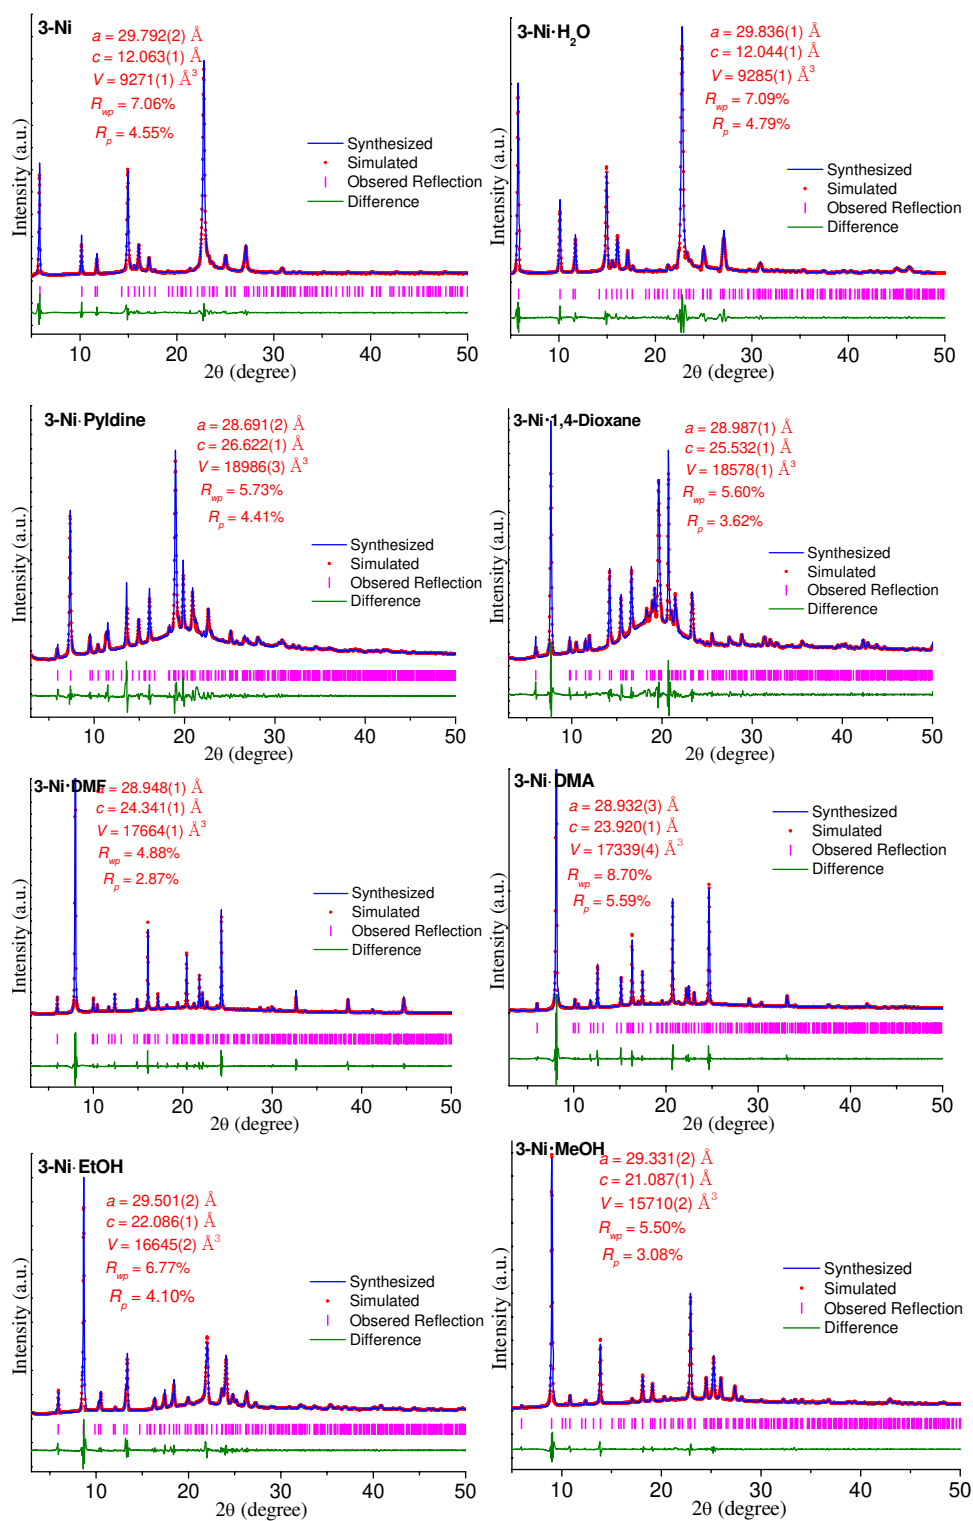 3-Ni
a = 29.792(2) Å
c = 12.063(1) Å
V = 9271(1) Å³
Rwp = 7.06%
Rp = 4.55%
Synthesized
Simulated
Obsered Reflection
Difference
Intensity (a.u.)
10 20 30 40 50
2θ (degree)
3-Ni·H₂O
a = 29.836(1) Å
c = 12.044(1) Å
V = 9285(1) Å³
Rwp = 7.09%
Rp = 4.79%
Synthesized
Simulated
Obsered Reflection
Difference
Intensity (a.u.)
10 20 30 40 50
2θ (degree)
3-Ni·Pyldine
a = 28.691(2) Å
c = 26.622(1) Å
V = 18986(3) Å³
Rwp = 5.73%
Rp = 4.41%
Synthesized
Simulated
Obsered Reflection
Difference
Intensity (a.u.)
10 20 30 40 50
2θ (degree)
3-Ni·1,4-Dioxane
a = 28.987(1) Å
c = 25.532(1) Å
V = 18578(1) Å³
Rwp = 5.60%
Rp = 3.62%
Synthesized
Simulated
Obsered Reflection
Difference
Intensity (a.u.)
10 20 30 40 50
2θ (degree)
3-Ni·DMF
a = 28.948(1) Å
c = 24.341(1) Å
V = 17664(1) Å³
Rwp = 4.88%
Rp = 2.87%
Synthesized
Simulated
Obsered Reflection
Difference
Intensity (a.u.)
10 20 30 40 50
2θ (degree)
3-Ni·DMA
a = 28.932(3) Å
c = 23.920(1) Å
V = 17339(4) Å³
Rwp = 8.70%
Rp = 5.59%
Synthesized
Simulated
Obsered Reflection
Difference
Intensity (a.u.)
10 20 30 40 50
2θ (degree)
3-Ni·EtOH
a = 29.501(2) Å
c = 22.086(1) Å
V = 16645(2) Å³
Rwp = 6.77%
Rp = 4.10%
Synthesized
Simulated
Obsered Reflection
Difference
Intensity (a.u.)
10 20 30 40 50
2θ (degree)
3-Ni·MeOH
a = 29.331(2) Å
c = 21.087(1) Å
V = 15710(2) Å³
Rwp = 5.50%
Rp = 3.08%
Synthesized
Simulated
Obsered Reflection
Difference
Intensity (a.u.)
10 20 30 40 50
2θ (degree)